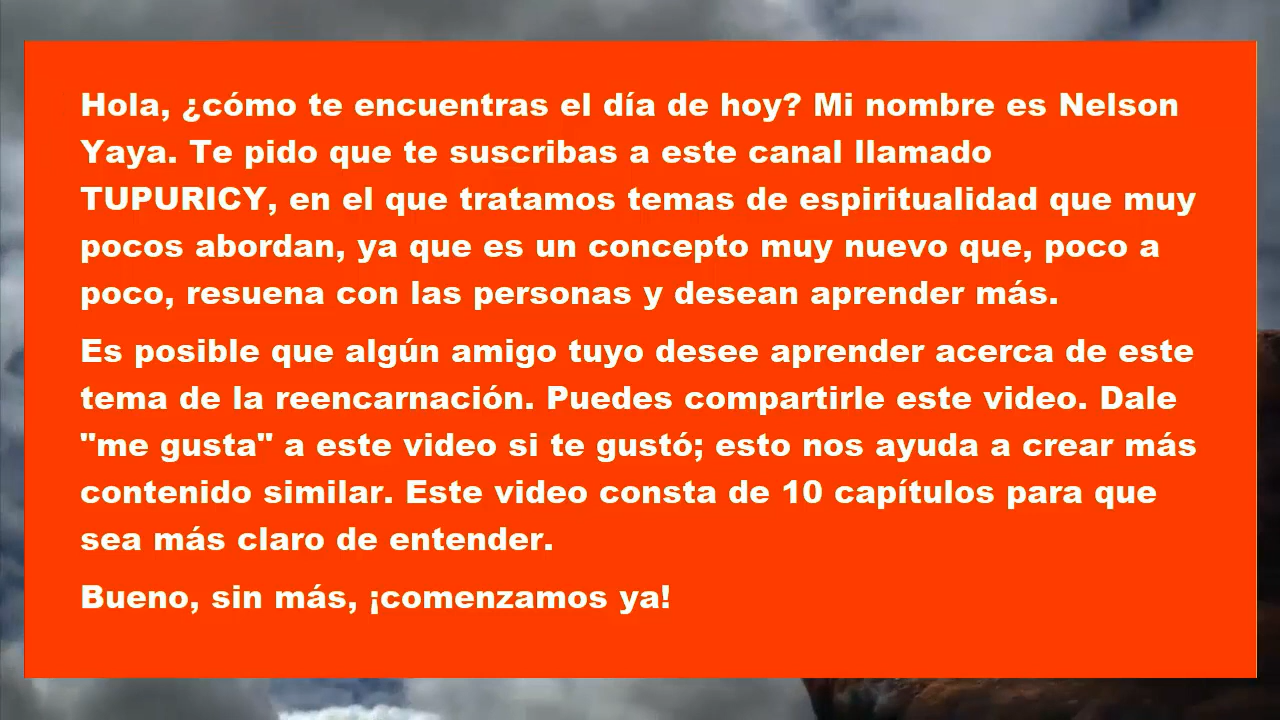 Hola, ¿cómo te encuentras el día de hoy? Mi nombre es Nelson
Yaya. Te pido que te suscribas a este canal llamado
TUPURICY, en el que tratamos temas de espiritualidad que muy
pocos abordan, ya que es un concepto muy nuevo que, poco a
poco, resuena con las personas y desean aprender más.
Es posible que algún amigo tuyo desee aprender acerca de este
tema de la reencarnación. Puedes compartirle este video. Dale
"me gusta" a este video si te gustó; esto nos ayuda a crear más
contenido similar. Este video consta de 10 capítulos para que
sea más claro de entender.
Bueno, sin más, ¡comenzamos ya!